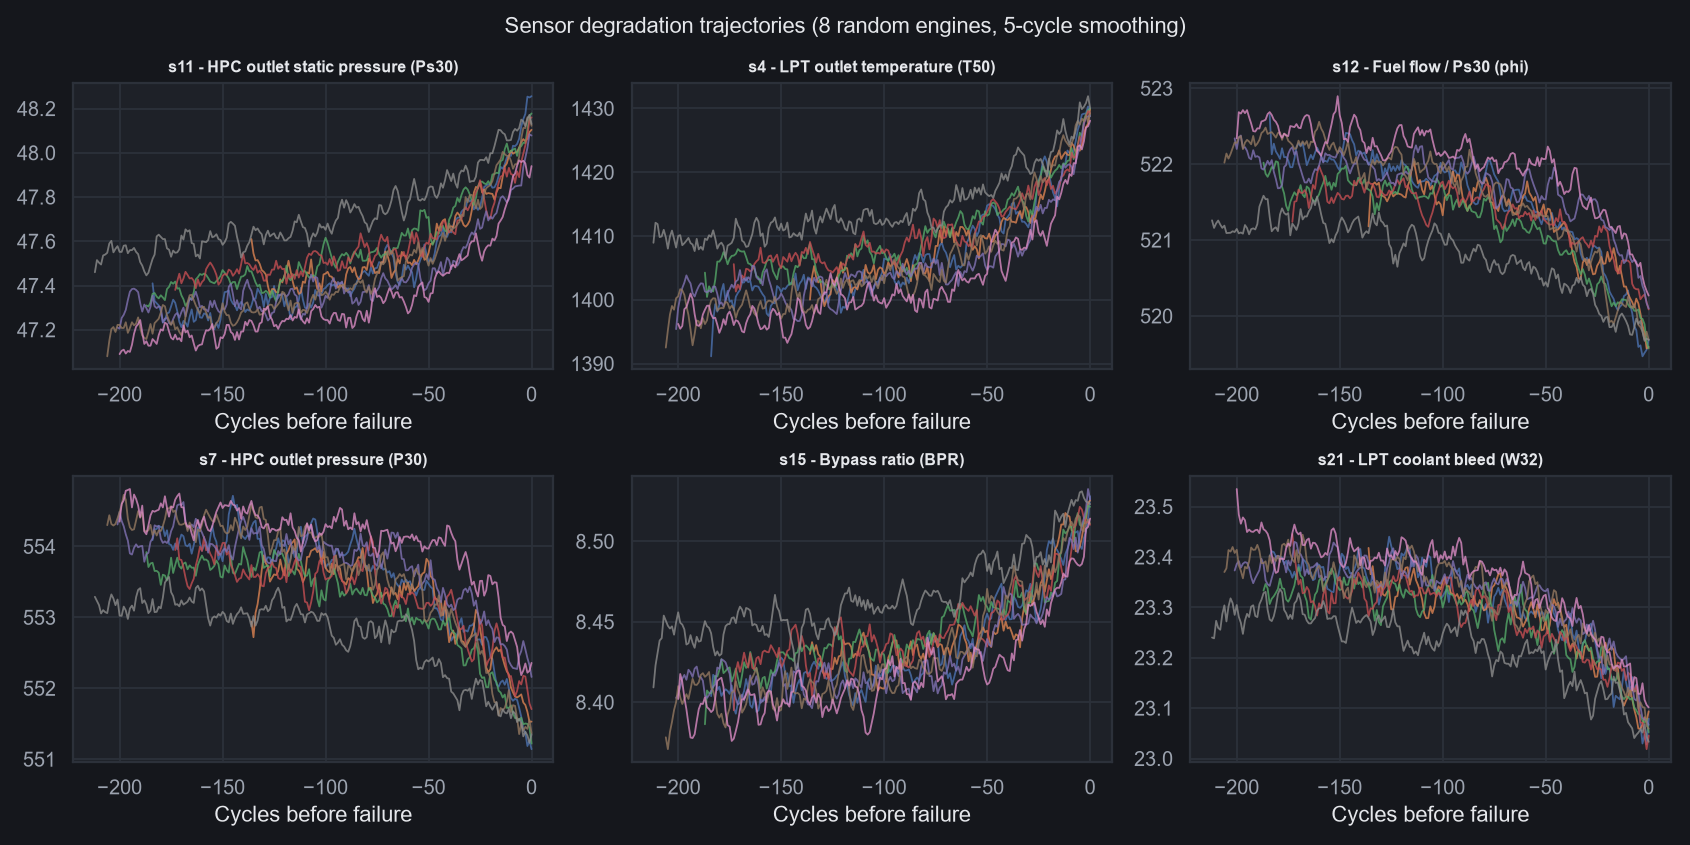 Sensor degradation trajectories (8 random engines, 5-cycle smoothing)
s11 - HPC outlet static pressure (Ps30)
48.2
48.0
47.8
47.6
47.4
47.2
−200 −150 −100 −50 0
Cycles before failure
s4 - LPT outlet temperature (T50)
1430
1420
1410
1400
1390
−200 −150 −100 −50 0
Cycles before failure
s12 - Fuel flow / Ps30 (phi)
523
522
521
520
−200 −150 −100 −50 0
Cycles before failure
s7 - HPC outlet pressure (P30)
554
553
552
551
−200 −150 −100 −50 0
Cycles before failure
s15 - Bypass ratio (BPR)
8.50
8.45
8.40
−200 −150 −100 −50 0
Cycles before failure
s21 - LPT coolant bleed (W32)
23.5
23.4
23.3
23.2
23.1
23.0
−200 −150 −100 −50 0
Cycles before failure